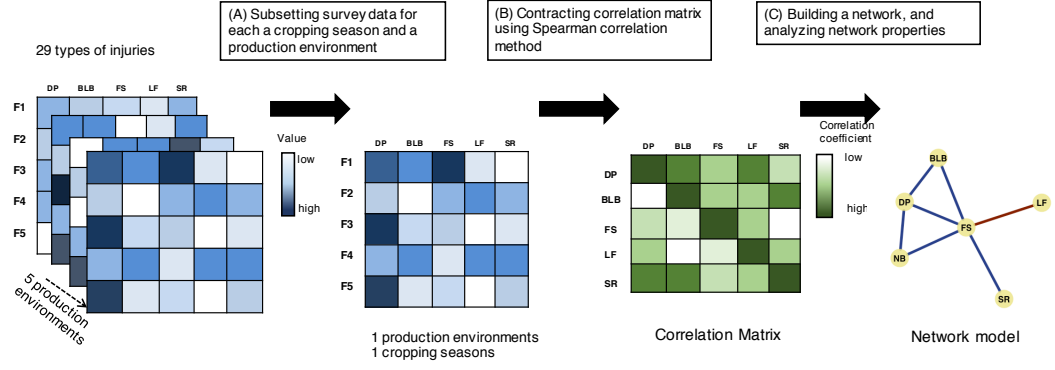 (A) Subsetting survey data for
each a cropping season and a
production environment
(B) Contracting correlation matrix
using Spearman correlation
method
(C) Building a network, and
analyzing network properties
29 types of injuries
DP BLB FS LF SR
F1
F2
F3
F4
F5
5 production
environments
Value
low
high
DP BLB FS LF SR
F1
F2
F3
F4
F5
1 production environments
1 cropping seasons
DP BLB FS LF SR
DP
BLB
FS
LF
SR
Correlation Matrix
Correlation
coefficient
low
high
BLB
DP
FS
LF
NB
SR
Network model